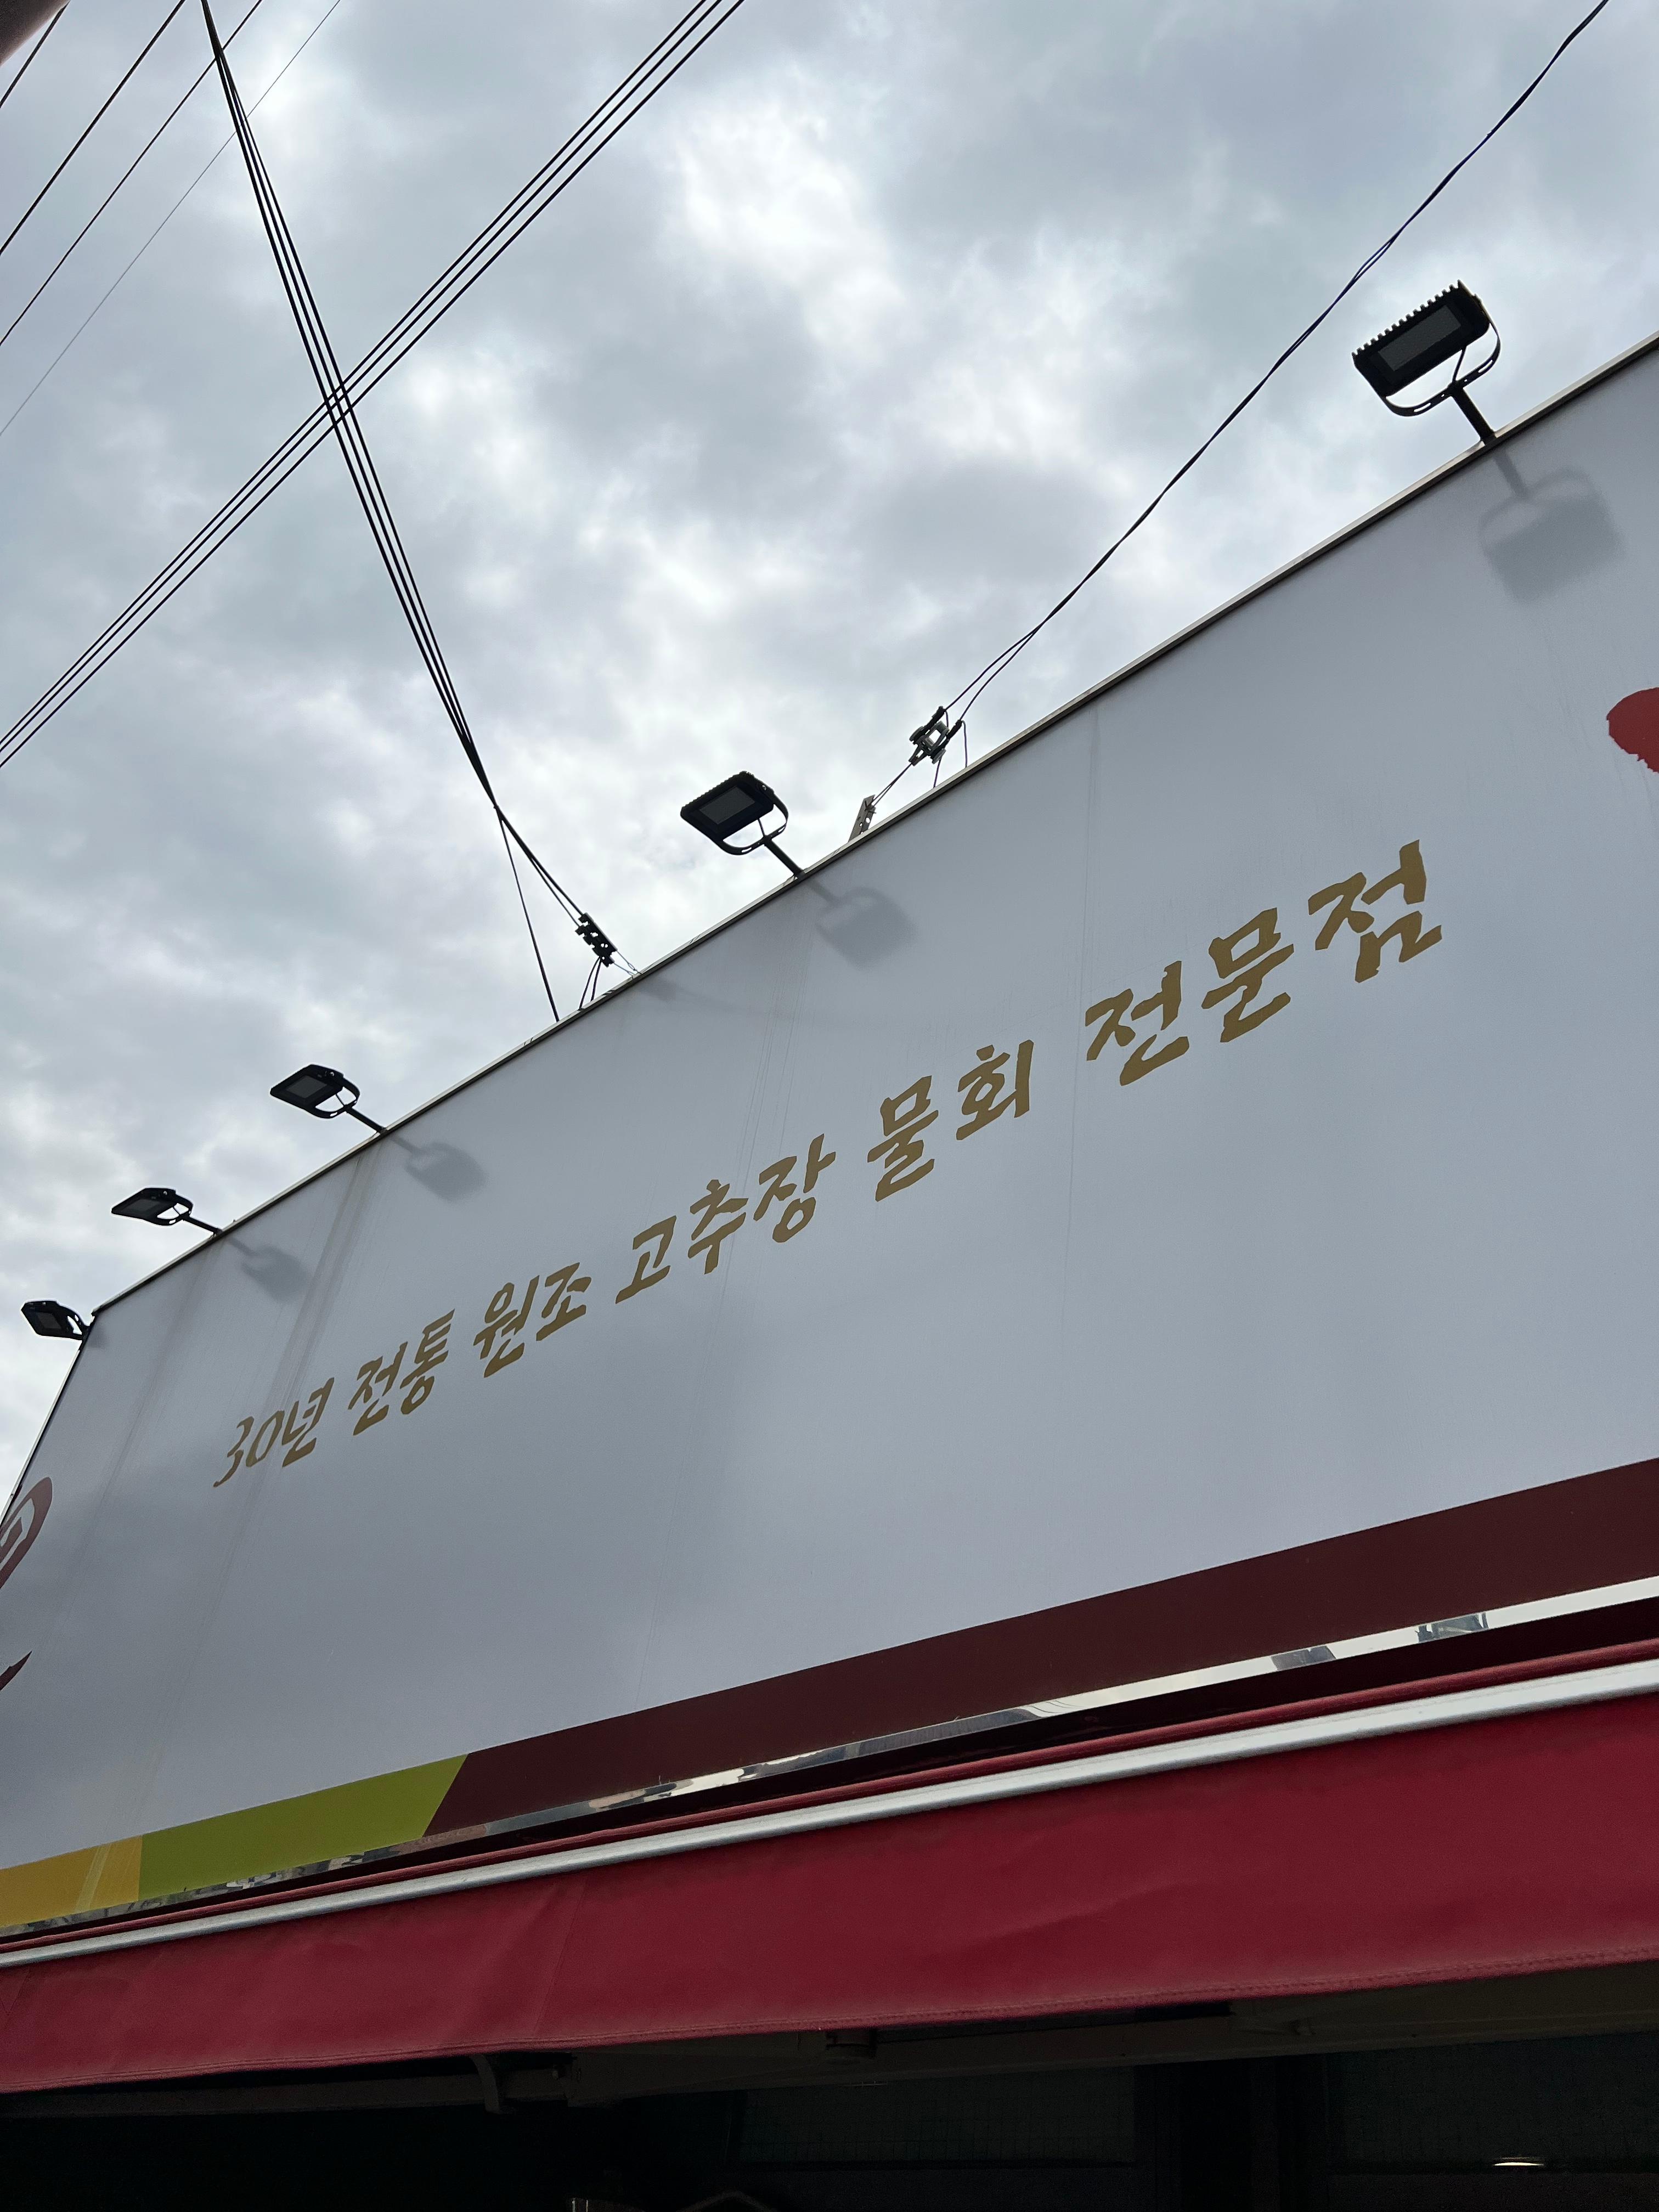 30년 전통 원조 고추장 물회 전문점